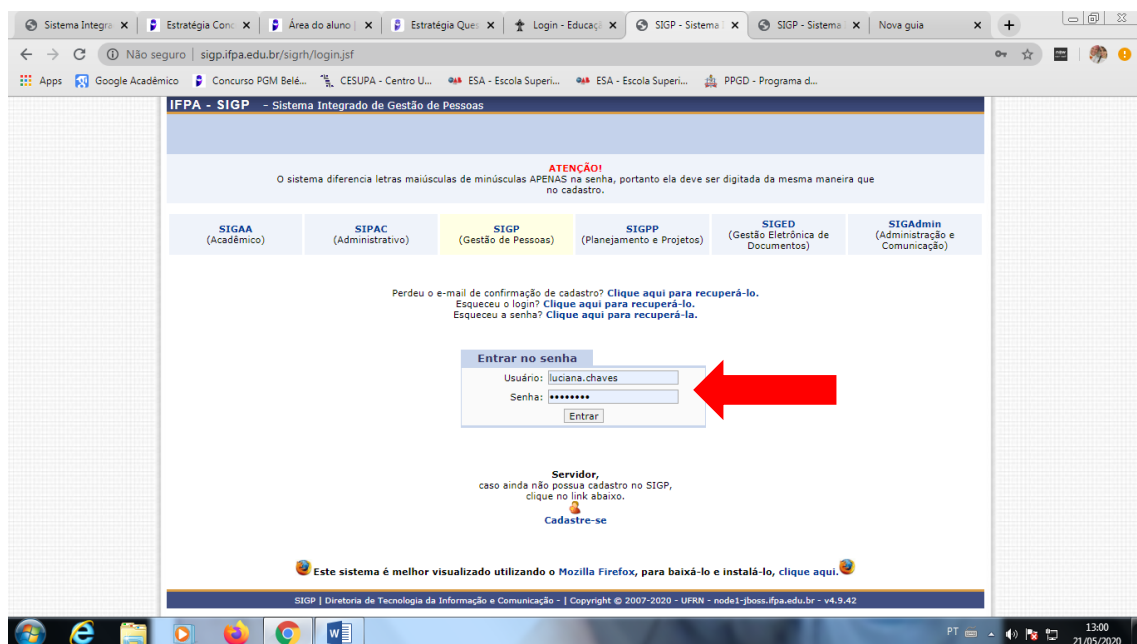 Sistema Integra
Estratégia Conc
Área do aluno |
Estratégia Ques
Login - Educaçã
SIGP - Sistema I
SIGP - Sistema
Nova guia
Não seguro | sigp.ifpa.edu.br/sigrh/login.jsf
Apps
Google Acadêmico
Concurso PGM Belé...
CESUPA - Centro U...
ESA - Escola Superi...
ESA - Escola Superi...
PPGD - Programa d...
IFPA - SIGP - Sistema Integrado de Gestão de Pessoas
ATENÇÃO!
O sistema diferencia letras maiúsculas de minúsculas APENAS na senha, portanto ela deve ser digitada da mesma maneira que
no cadastro.
SIGAA
(Acadêmico)
SIPAC
(Administrativo)
SIGP
(Gestão de Pessoas)
SIGPP
(Planejamento e Projetos)
SIGED
(Gestão Eletrônica de
Documentos)
SIGAdmin
(Administração e
Comunicação)
Perdeu o e-mail de confirmação de cadastro? Clique aqui para recuperá-lo.
Esqueceu o login? Clique aqui para recuperá-lo.
Esqueceu a senha? Clique aqui para recuperá-la.
Entrar no senha
Usuário: luciana.chaves
Senha: ••••••••
Entrar
Servidor,
caso ainda não possua cadastro no SIGP,
clique no link abaixo.
Cadastre-se
Este sistema é melhor visualizado utilizando o Mozilla Firefox, para baixá-lo e instalá-lo, clique aqui.
SIGP | Diretoria de Tecnologia da Informação e Comunicação - | Copyright © 2007-2020 - UFRN - node1-jboss.ifpa.edu.br - v4.9.42
PT
13:00
21/05/2020